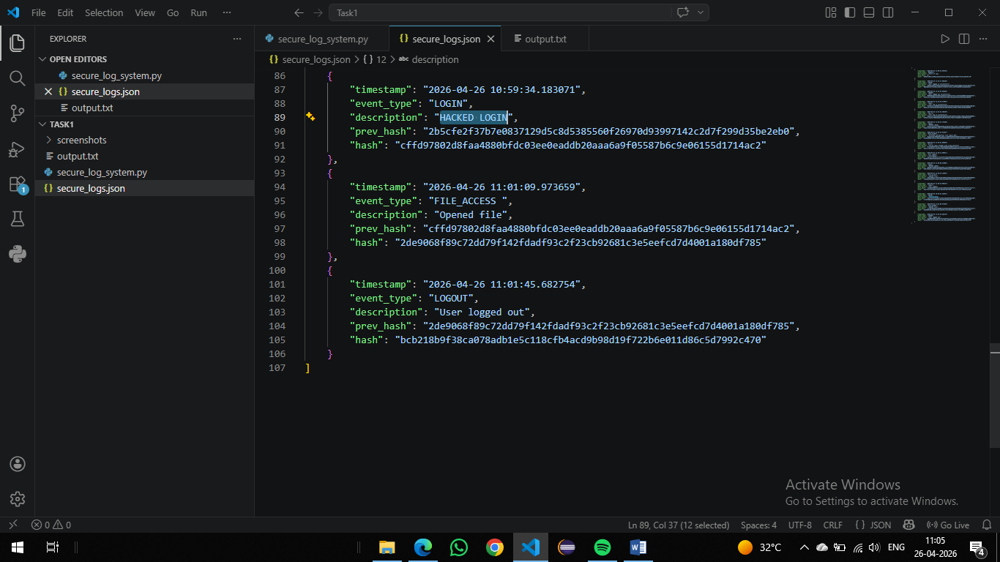 File Edit Selection View Go Run ··· Task1
EXPLORER ···
OPEN EDITORS
secure_log_system.py
secure_logs.json
output.txt
TASK1
screenshots
output.txt
secure_log_system.py
secure_logs.json
1
secure_log_system.py secure_logs.json output.txt
secure_logs.json > {} 12 > abc description
86 {
87 "timestamp": "2026-04-26 10:59:34.183071",
88 "event_type": "LOGIN",
89 "description": "HACKED LOGIN",
90 "prev_hash": "2b5cfe2f37b7e0837129d5c8d5385560f26970d93997142c2d7f299d35be2eb0",
91 "hash": "cffd97802d8faa4880bfdc03ee0eaddb20aaa6a9f05587b6c9e06155d1714ac2"
92 },
93 {
94 "timestamp": "2026-04-26 11:01:09.973659",
95 "event_type": "FILE_ACCESS ",
96 "description": "Opened file",
97 "prev_hash": "cffd97802d8faa4880bfdc03ee0eaddb20aaa6a9f05587b6c9e06155d1714ac2",
98 "hash": "2de9068f89c72dd79f142fdadf93c2f23cb92681c3e5eefcd7d4001a180df785"
99 },
100 {
101 "timestamp": "2026-04-26 11:01:45.682754",
102 "event_type": "LOGOUT",
103 "description": "User logged out",
104 "prev_hash": "2de9068f89c72dd79f142fdadf93c2f23cb92681c3e5eefcd7d4001a180df785",
105 "hash": "bcb218b9f38ca078adb1e5c118cfb4acd9b98d19f722b6e011d86c5d7992c470"
106 }
107 ]
Activate Windows
Go to Settings to activate Windows.
0 0 Ln 89, Col 37 (12 selected) Spaces: 4 UTF-8 CRLF {} JSON Go Live
32°C ENG 11:05
26-04-2026 4